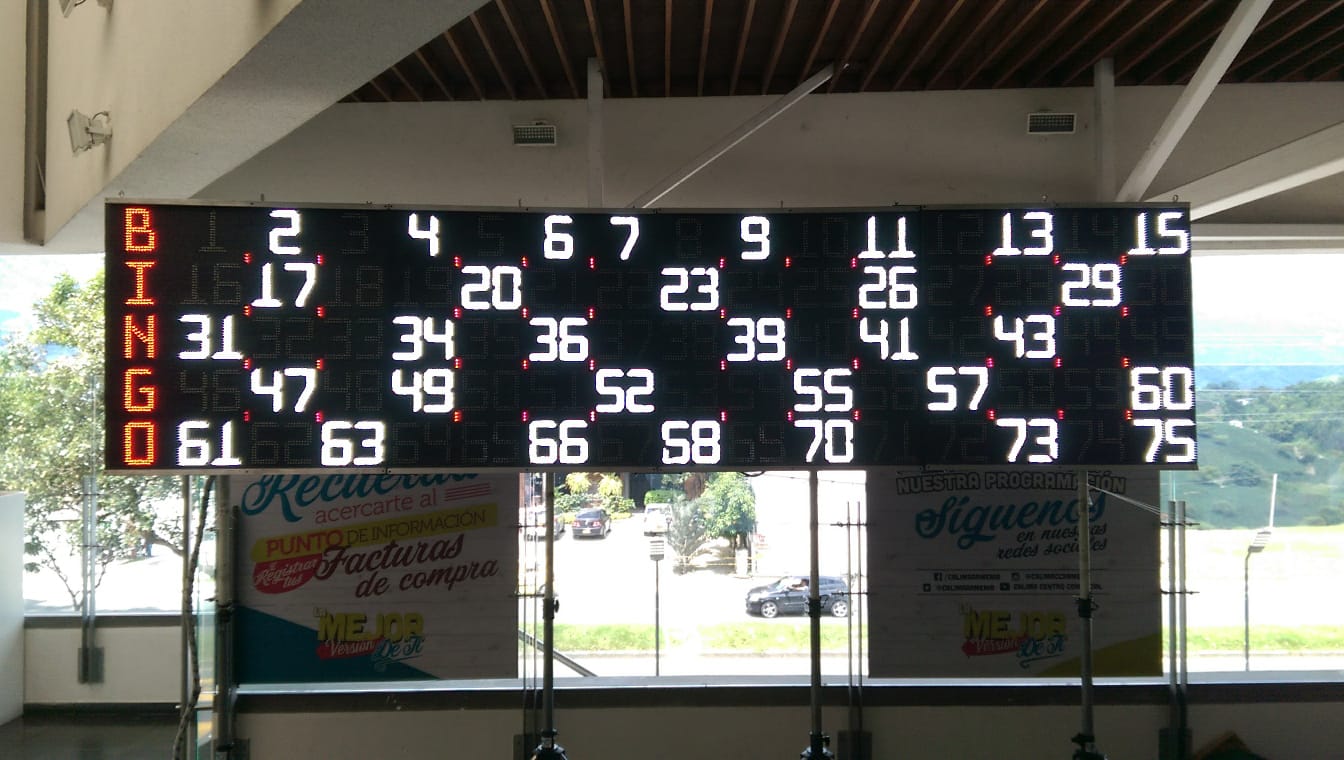 B 2 4 6 7 9 11 13 15
I 17 20 23 26 29
N 31 34 36 39 41 43
G 47 49 52 55 57 60
O 61 63 66 68 70 73 75
Recuerda
acercarte al
PUNTO DE INFORMACIÓN
Registrar tus Facturas
de compra
LA MEJOR
Versión De Ti
NUESTRA PROGRAMACIÓN
Síguenos
en nuestras
redes sociales
LA MEJOR
Versión De Ti